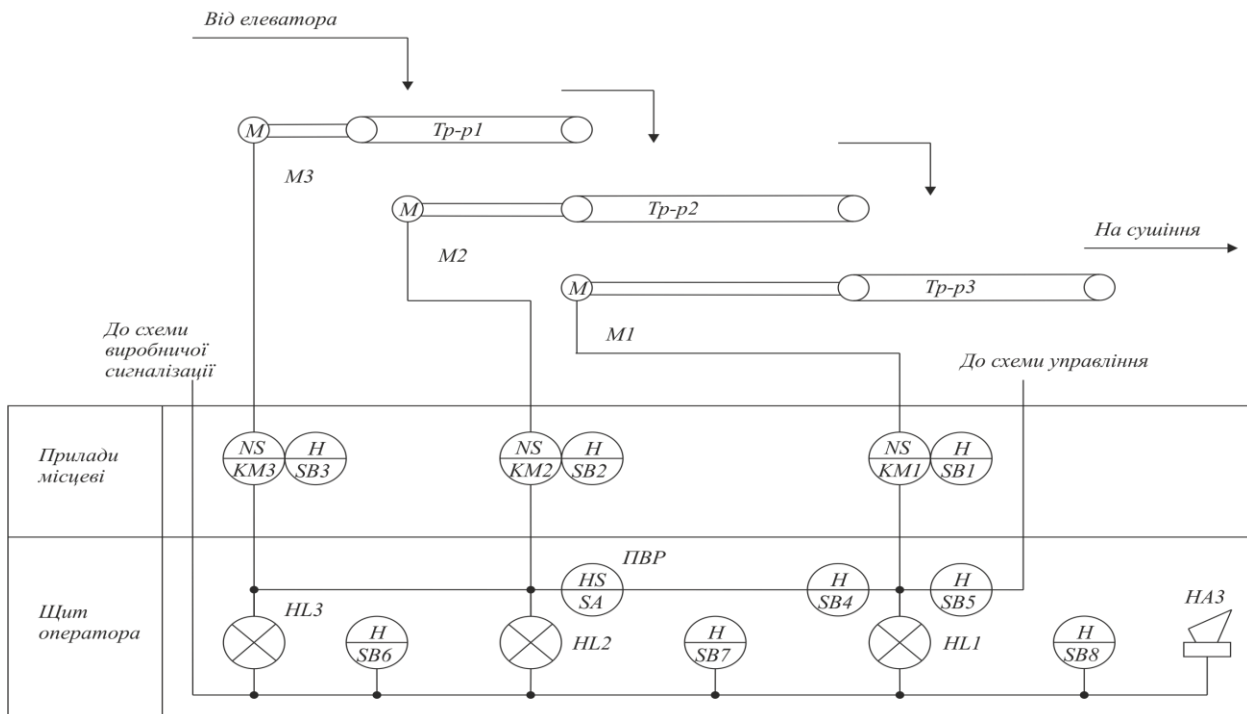 Від елеватора
М
Тр-р1
М3
М
Тр-р2
М2
На сушіння
М
Тр-р3
М1
До схеми
виробничої
сигналізації
До схеми управління
Прилади
місцеві
NS
KM3
H
SB3
NS
KM2
H
SB2
NS
KM1
H
SB1
Щит
оператора
ПВР
HS
SA
H
SB4
H
SB5
HL3
H
SB6
HL2
H
SB7
HL1
H
SB8
НАЗ